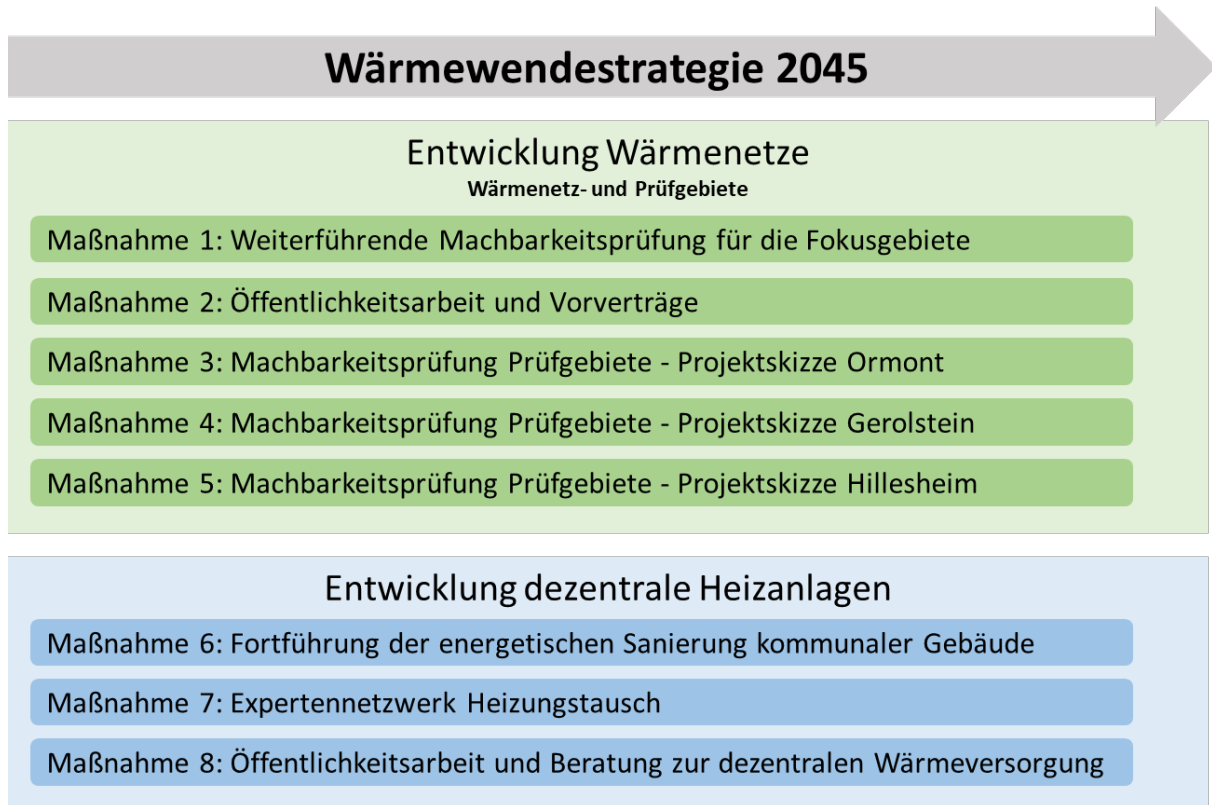 Wärmewendestrategie 2045
Entwicklung Wärmenetze
Wärmenetz- und Prüfgebiete
Maßnahme 1: Weiterführende Machbarkeitsprüfung für die Fokusgebiete
Maßnahme 2: Öffentlichkeitsarbeit und Vorverträge
Maßnahme 3: Machbarkeitsprüfung Prüfgebiete - Projektskizze Ormont
Maßnahme 4: Machbarkeitsprüfung Prüfgebiete - Projektskizze Gerolstein
Maßnahme 5: Machbarkeitsprüfung Prüfgebiete - Projektskizze Hillesheim
Entwicklung dezentrale Heizanlagen
Maßnahme 6: Fortführung der energetischen Sanierung kommunaler Gebäude
Maßnahme 7: Expertennetzwerk Heizungstausch
Maßnahme 8: Öffentlichkeitsarbeit und Beratung zur dezentralen Wärmeversorgung